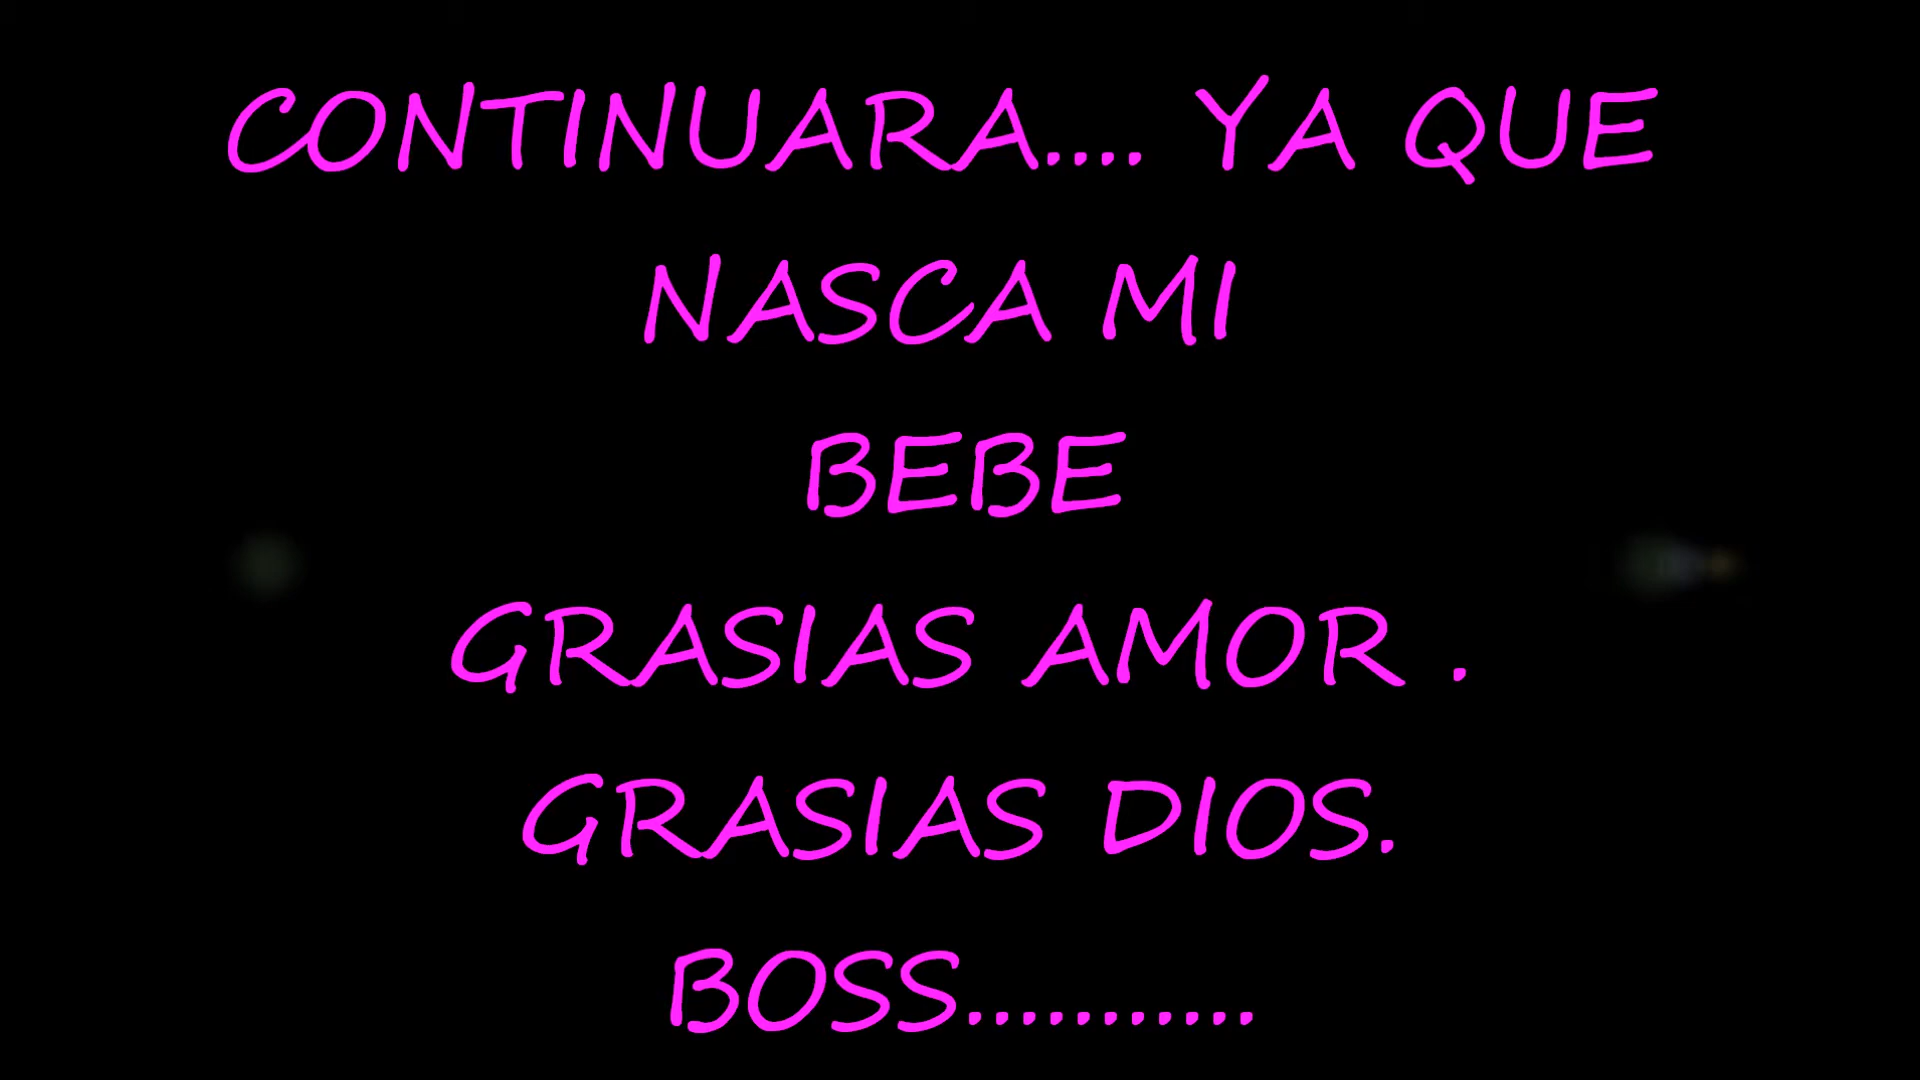 CONTINUARA.... YA QUE
NASCA MI
BEBE
GRASIAS AMOR .
GRASIAS DIOS.
BOSS...........